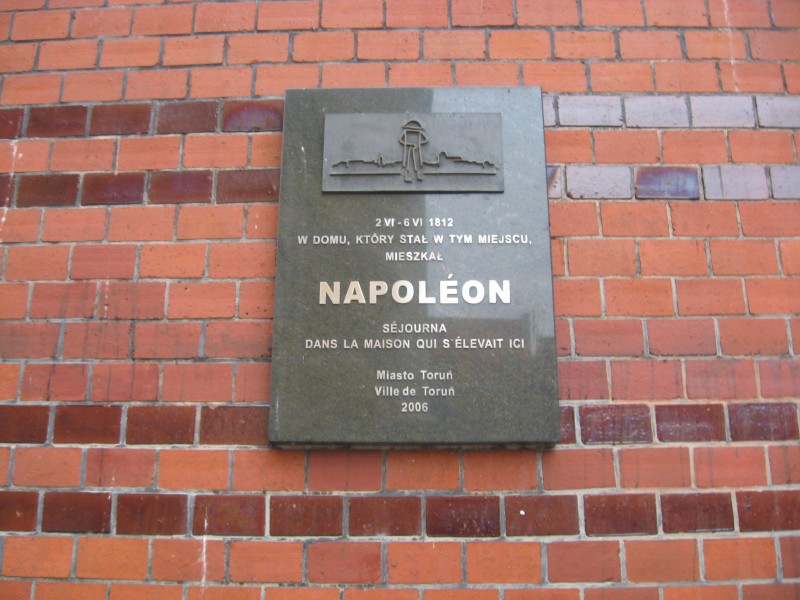 2 VI - 6 VI 1812
W DOMU, KTÓRY STAŁ W TYM MIEJSCU,
MIESZKAŁ
NAPOLÉON
SÉJOURNA
DANS LA MAISON QUI S`ÉLEVAIT ICI
Miasto Toruń
Ville de Toruń
2006